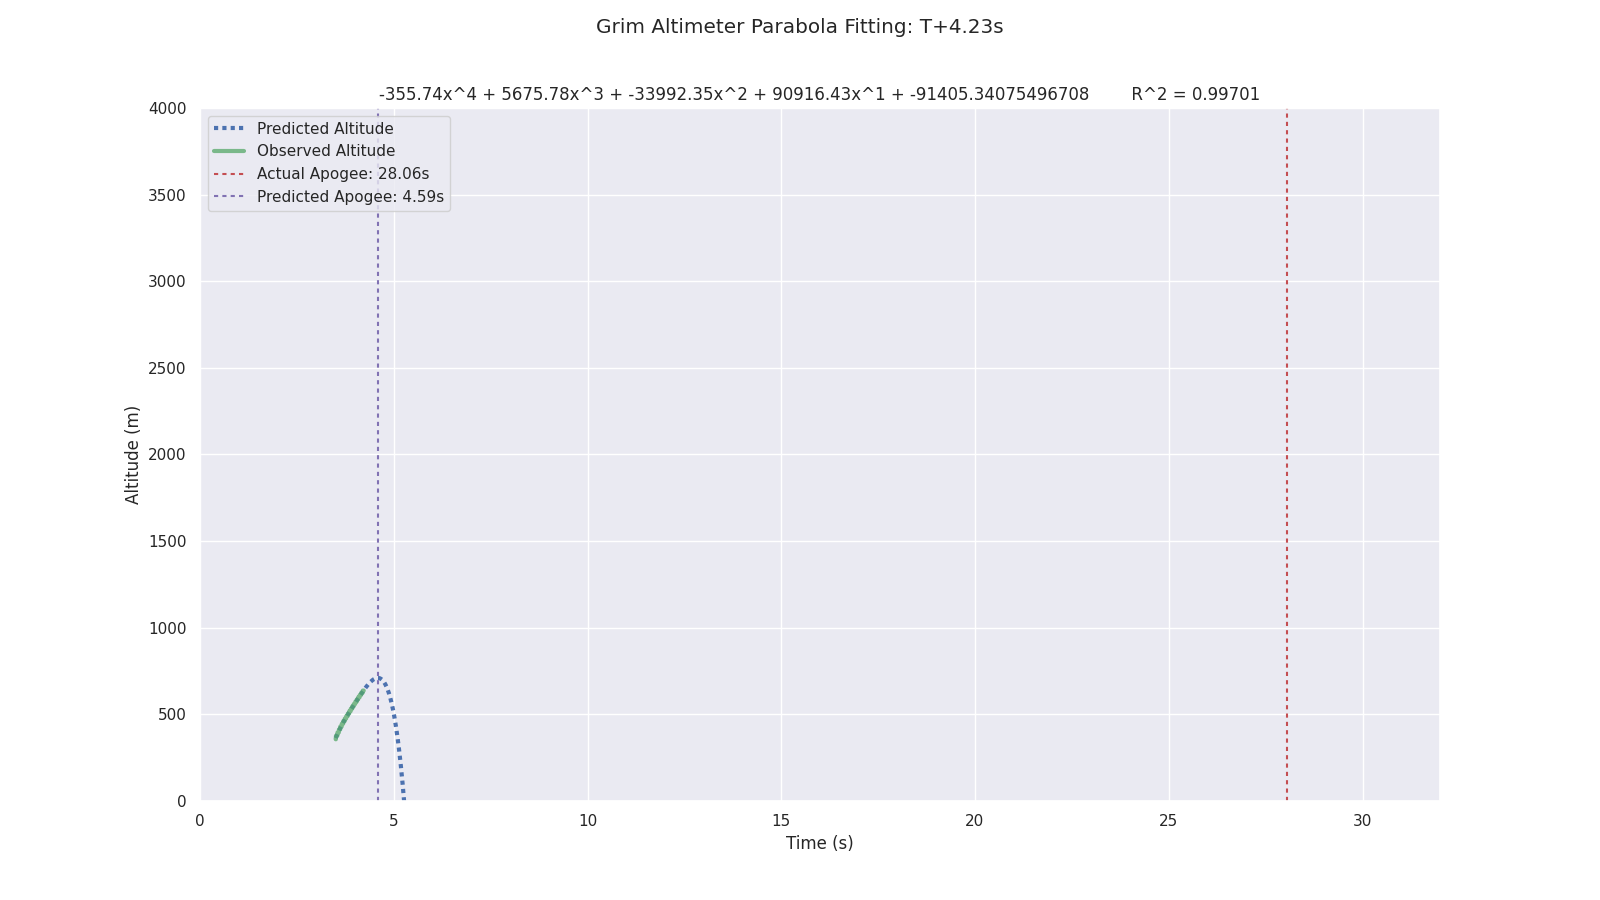 Grim Altimeter Parabola Fitting: T+4.23s
-355.74x^4 + 5675.78x^3 + -33992.35x^2 + 90916.43x^1 + -91405.34075496708 R^2 = 0.99701
Predicted Altitude
Observed Altitude
Actual Apogee: 28.06s
Predicted Apogee: 4.59s
4000
3500
3000
2500
2000
1500
1000
500
0
Altitude (m)
0 5 10 15 20 25 30
Time (s)